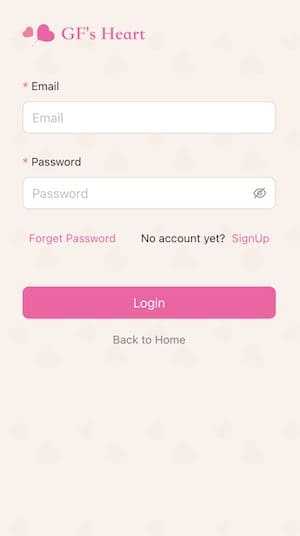 GF's Heart
* Email
Email
* Password
Password
Forget Password No account yet? SignUp
Login
Back to Home